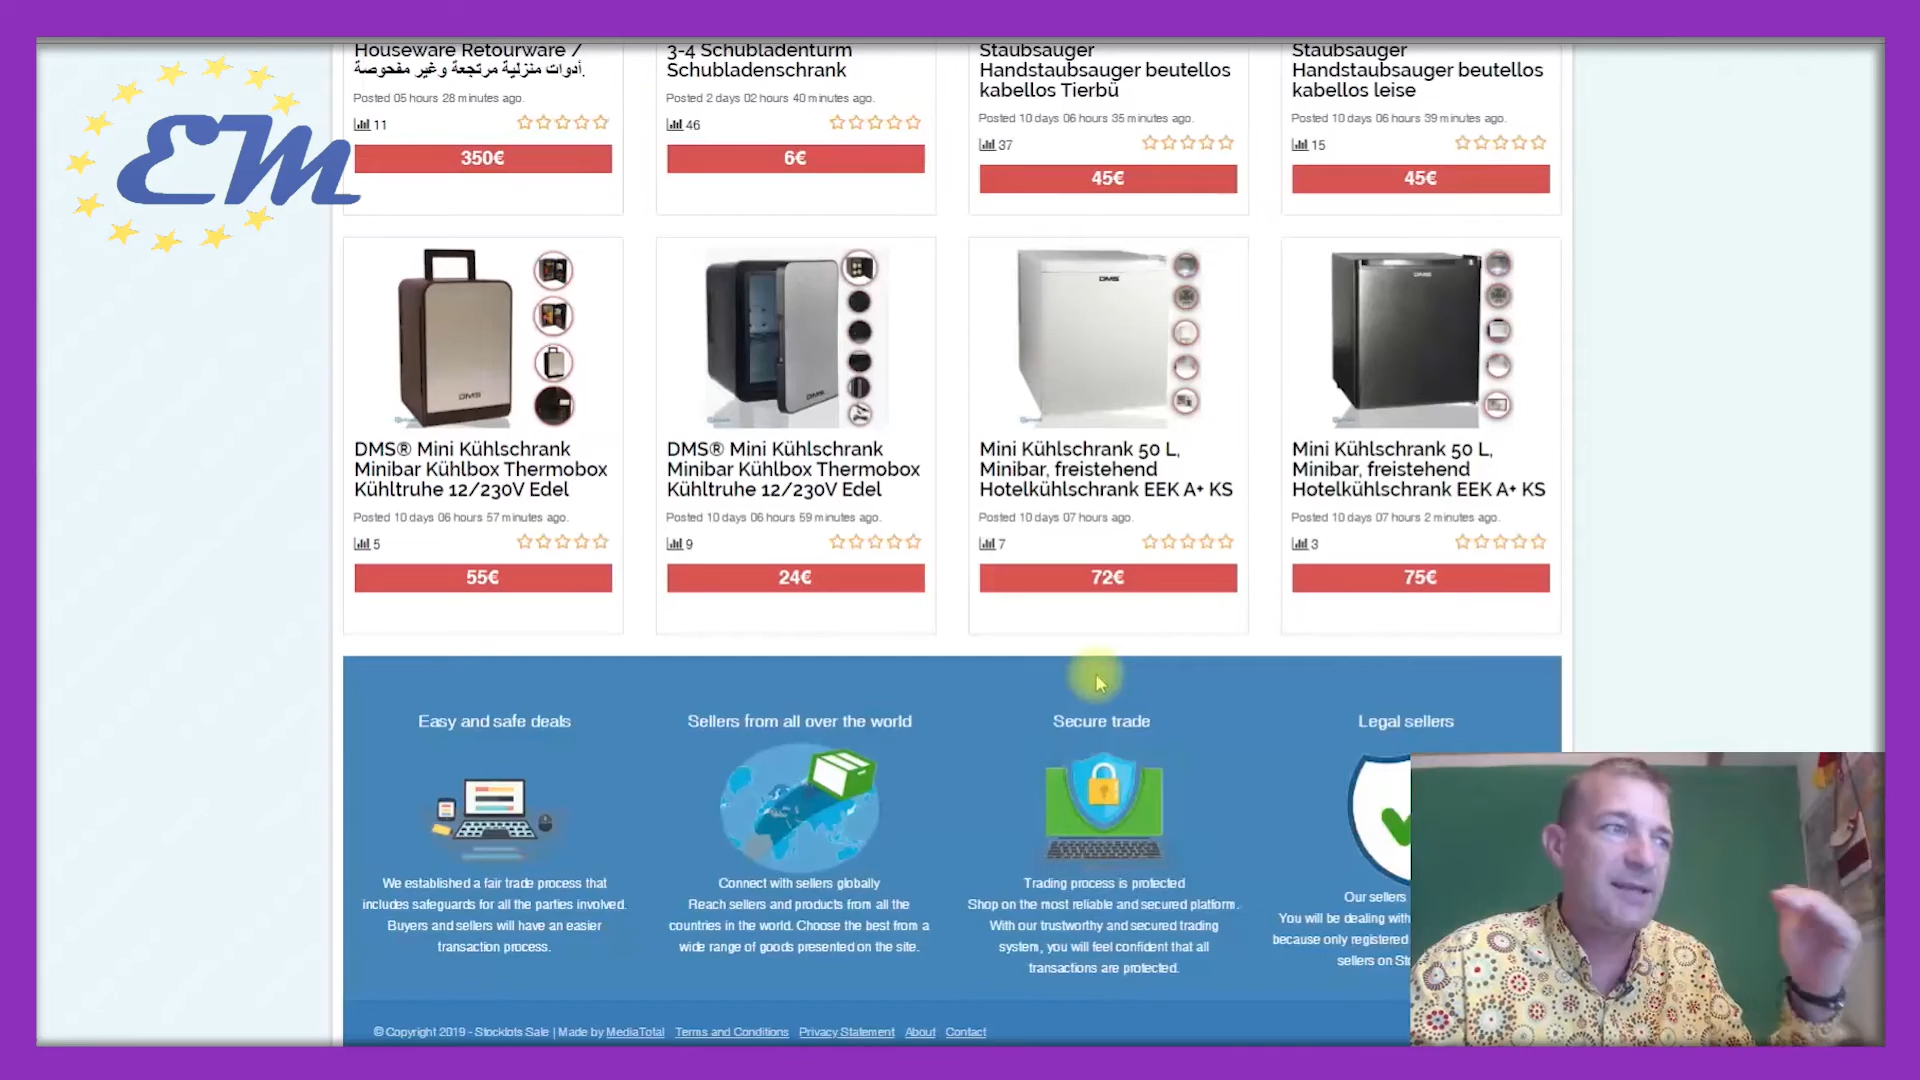 EM
Houseware Retourware /
أدوات منزلية مرتجعة وغير مفحوصة.
Posted 05 hours 28 minutes ago.
11
350€
3-4 Schubladenturm
Schubladenschrank
Posted 2 days 02 hours 40 minutes ago.
46
6€
Staubsauger
Handstaubsauger beutellos
kabellos Tierbü
Posted 10 days 06 hours 35 minutes ago.
37
45€
Staubsauger
Handstaubsauger beutellos
kabellos leise
Posted 10 days 06 hours 39 minutes ago.
15
45€
DMS
DMS® Mini Kühlschrank
Minibar Kühlbox Thermobox
Kühltruhe 12/230V Edel
Posted 10 days 06 hours 57 minutes ago.
5
55€
DMS
DMS® Mini Kühlschrank
Minibar Kühlbox Thermobox
Kühltruhe 12/230V Edel
Posted 10 days 06 hours 59 minutes ago.
9
24€
DMS
Mini Kühlschrank 50 L,
Minibar, freistehend
Hotelkühlschrank EEK A+ KS
Posted 10 days 07 hours ago.
7
72€
DMS
Mini Kühlschrank 50 L,
Minibar, freistehend
Hotelkühlschrank EEK A+ KS
Posted 10 days 07 hours 2 minutes ago.
3
75€
Easy and safe deals
We established a fair trade process that
includes safeguards for all the parties involved.
Buyers and sellers will have an easier
transaction process.
Sellers from all over the world
Connect with sellers globally
Reach sellers and products from all the
countries in the world. Choose the best from a
wide range of goods presented on the site.
Secure trade
Trading process is protected
Shop on the most reliable and secured platform.
With our trustworthy and secured trading
system, you will feel confident that all
transactions are protected.
Legal sellers
Our sellers
You will be dealing with
because only registered
sellers on Sto
© Copyright 2019 - Stocklots Sale | Made by MediaTotal Terms and Conditions Privacy Statement About Contact